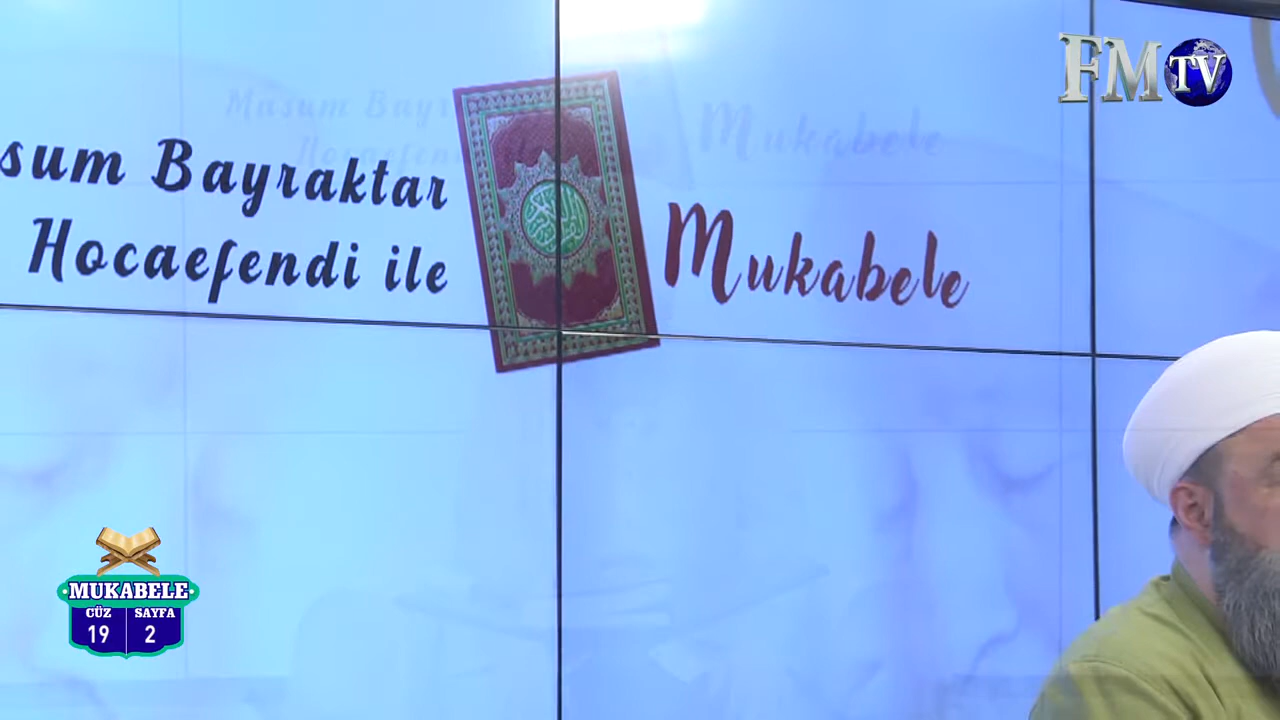 FM TV
sum Bayraktar
Hocaefendi ile
Mukabele
MUKABELE
CÜZ SAYFA
19 2